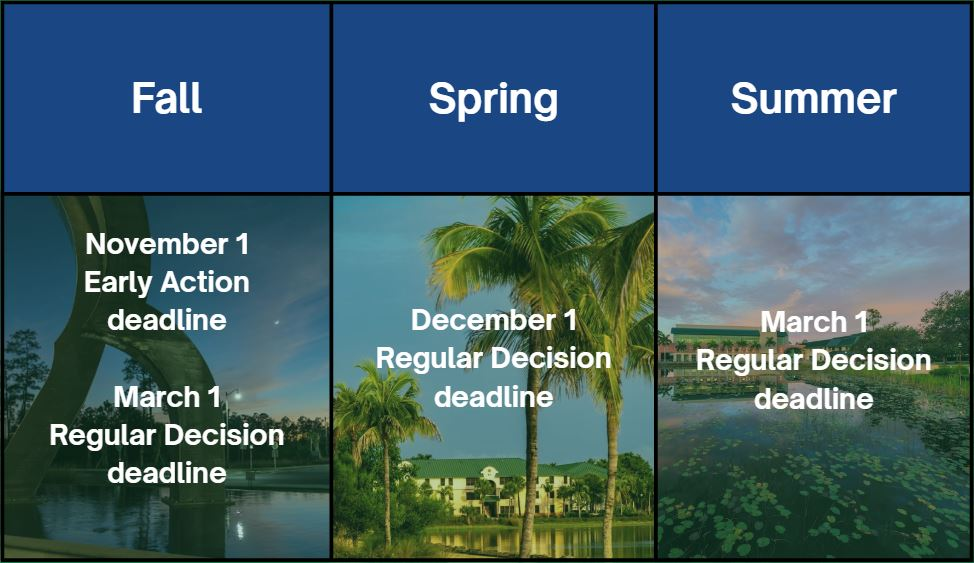 Fall
Spring
Summer
November 1
Early Action
deadline
March 1
Regular Decision
deadline
December 1
Regular Decision
deadline
March 1
Regular Decision
deadline